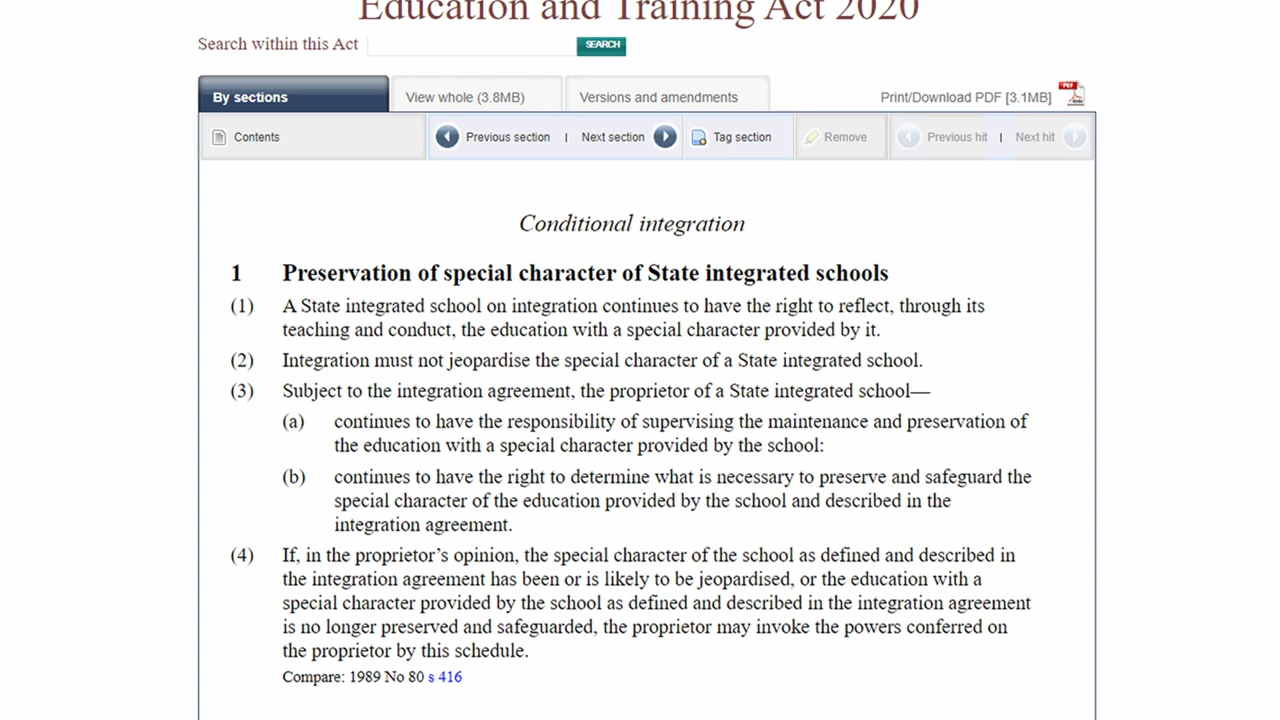 Education and Training Act 2020
Search within this Act
SEARCH
By sections
View whole (3.8MB)
Versions and amendments
Print/Download PDF [3.1MB]
Contents
Previous section | Next section
Tag section
Remove
Previous hit | Next hit
Conditional integration
1 Preservation of special character of State integrated schools
(1) A State integrated school on integration continues to have the right to reflect, through its
teaching and conduct, the education with a special character provided by it.
(2) Integration must not jeopardise the special character of a State integrated school.
(3) Subject to the integration agreement, the proprietor of a State integrated school—
(a) continues to have the responsibility of supervising the maintenance and preservation of
the education with a special character provided by the school:
(b) continues to have the right to determine what is necessary to preserve and safeguard the
special character of the education provided by the school and described in the
integration agreement.
(4) If, in the proprietor’s opinion, the special character of the school as defined and described in
the integration agreement has been or is likely to be jeopardised, or the education with a
special character provided by the school as defined and described in the integration agreement
is no longer preserved and safeguarded, the proprietor may invoke the powers conferred on
the proprietor by this schedule.
Compare: 1989 No 80 s 416